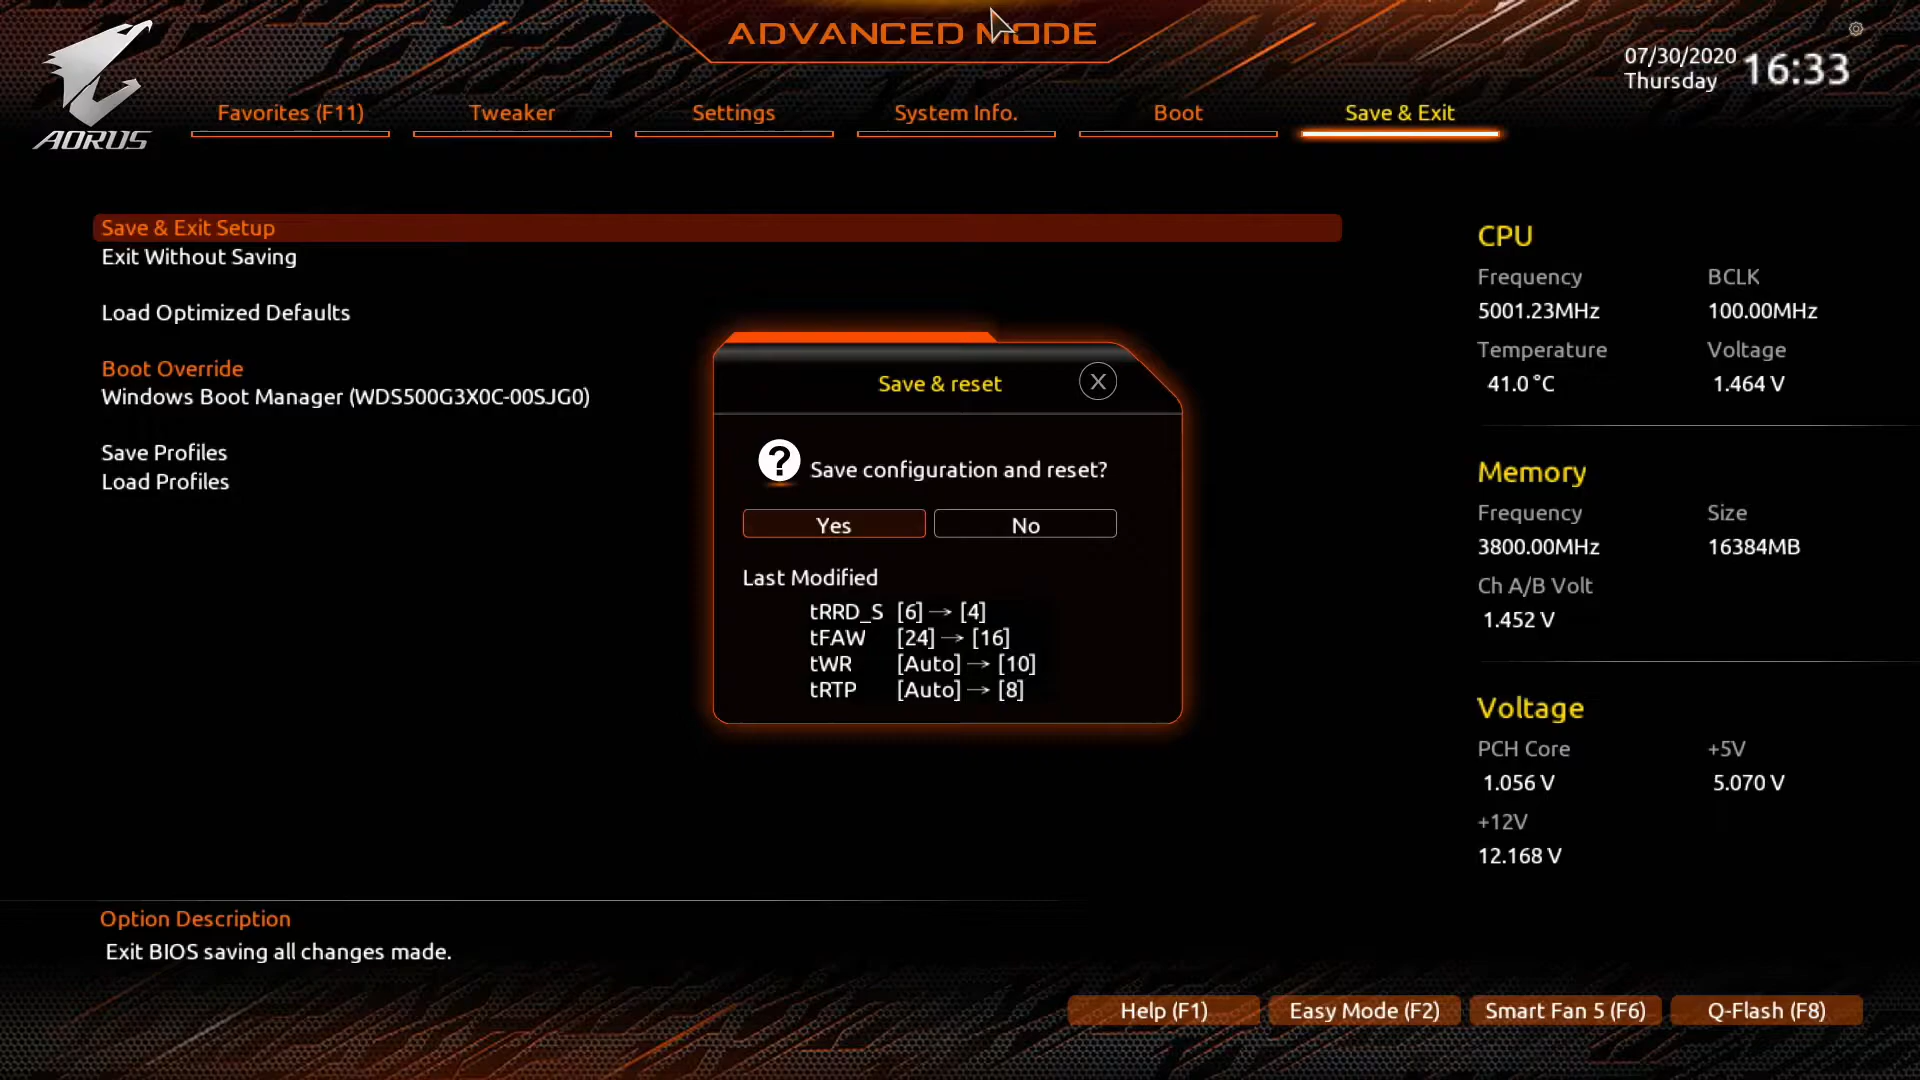 ADVANCED MODE
07/30/2020
Thursday
16:33
AORUS
Favorites (F11)
Tweaker
Settings
System Info.
Boot
Save & Exit
Save & Exit Setup
Exit Without Saving
Load Optimized Defaults
Boot Override
Windows Boot Manager (WDS500G3X0C-00SJG0)
Save Profiles
Load Profiles
Save & reset
X
?
Save configuration and reset?
Yes
No
Last Modified
tRRD_S [6]→[4]
tFAW [24]→[16]
tWR [Auto]→[10]
tRTP [Auto]→[8]
CPU
Frequency BCLK
5001.23MHz 100.00MHz
Temperature Voltage
41.0 °C 1.464 V
Memory
Frequency Size
3800.00MHz 16384MB
Ch A/B Volt
1.452 V
Voltage
PCH Core +5V
1.056 V 5.070 V
+12V
12.168 V
Option Description
Exit BIOS saving all changes made.
Help (F1)
Easy Mode (F2)
Smart Fan 5 (F6)
Q-Flash (F8)